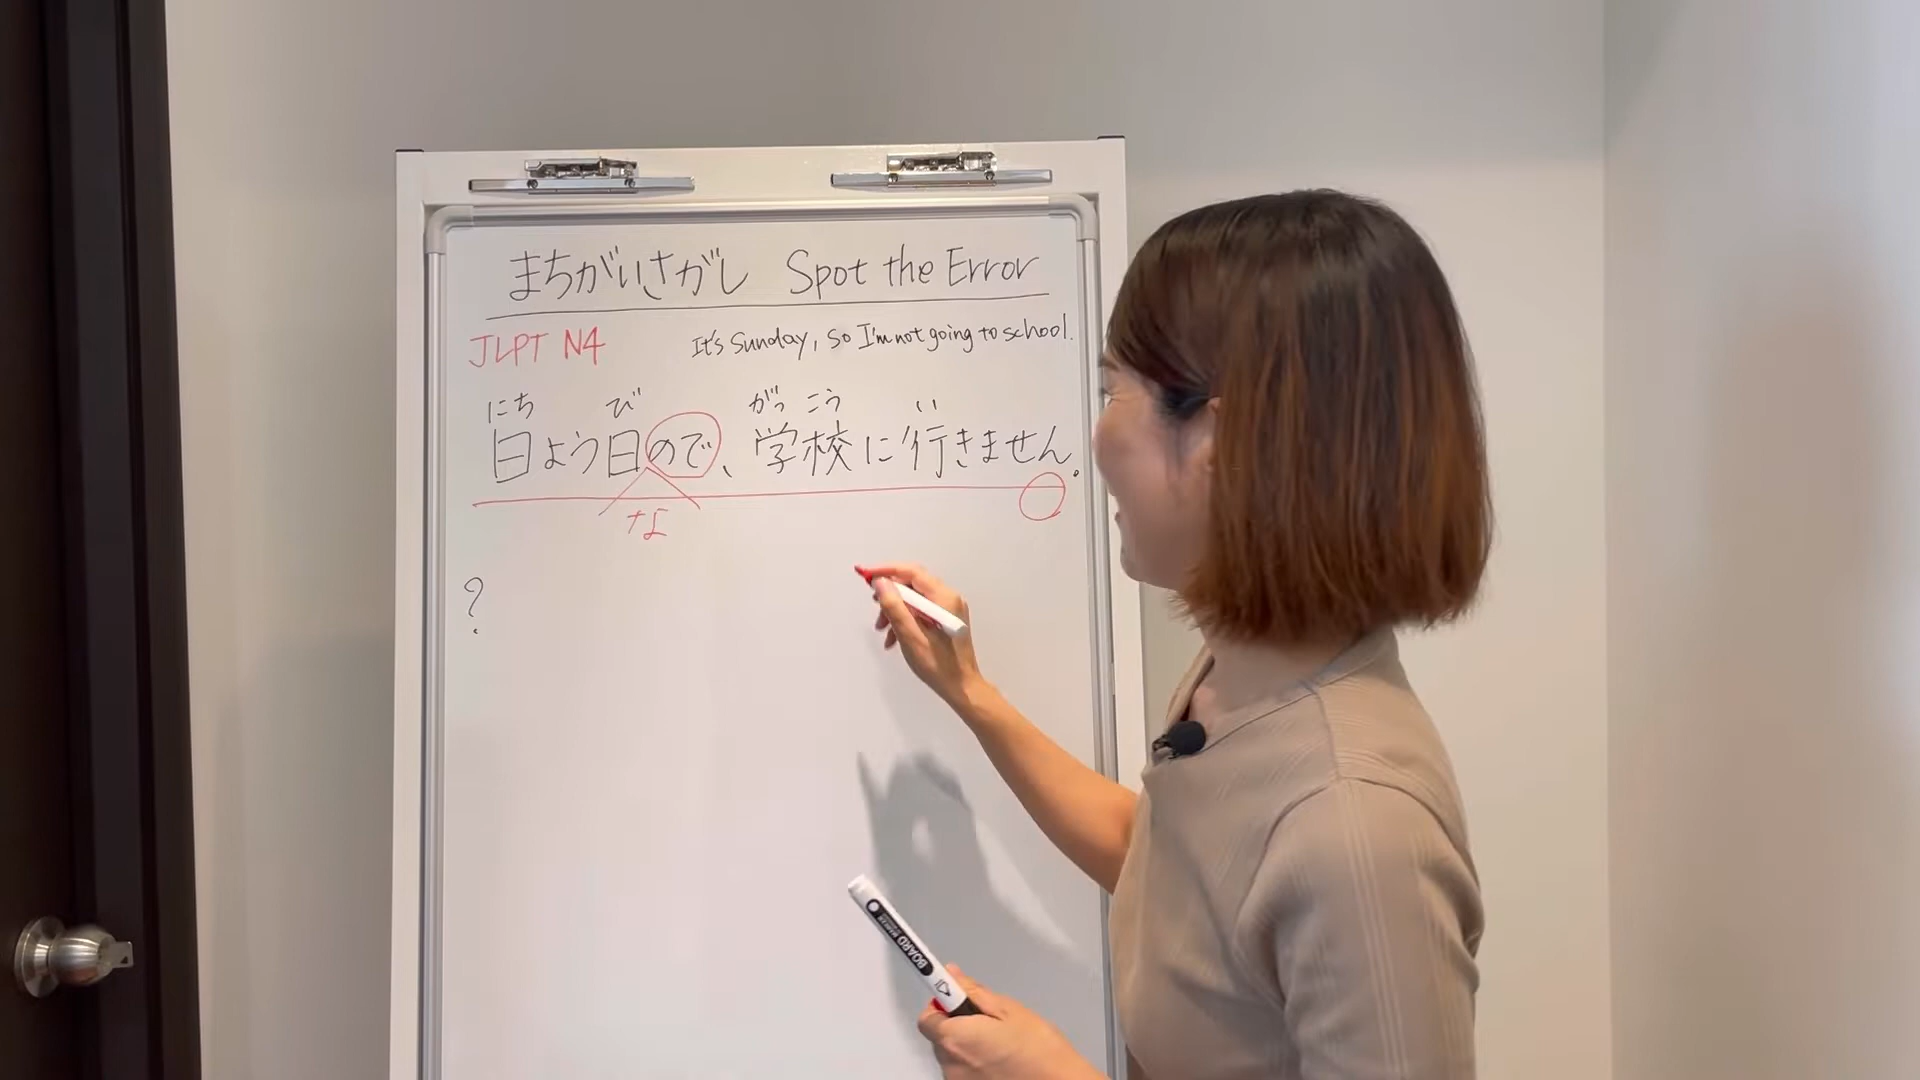 まちがいさがし Spot the Error
JLPT N4
It's Sunday, so I'm not going to school.
にち び がっ こう い
日よう日ので、学校に行きません。
な
?
BOARD MARKER